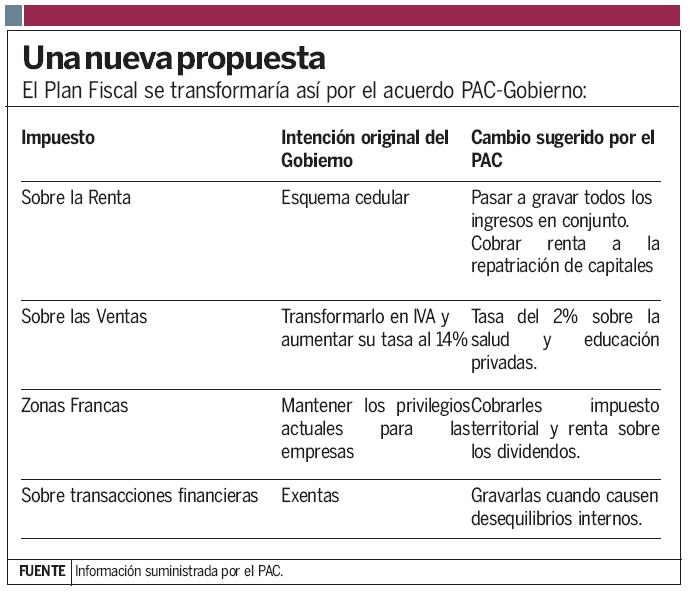 Una nueva propuesta
El Plan Fiscal se transformaría así por el acuerdo PAC-Gobierno:
Impuesto
Intención original del
Gobierno
Cambio sugerido por el
PAC
Sobre la Renta
Esquema cedular
Pasar a gravar todos los
ingresos en conjunto.
Cobrar renta a la
repatriación de capitales
Sobre las Ventas
Transformarlo en IVA y
aumentar su tasa al 14%
Tasa del 2% sobre la
salud y educación
privadas.
Zonas Francas
Mantener los privilegios
actuales para las
empresas
Cobrarles impuesto
territorial y renta sobre
los dividendos.
Sobre transacciones financieras
Exentas
Gravarlas cuando causen
desequilibrios internos.
FUENTE Información suministrada por el PAC.